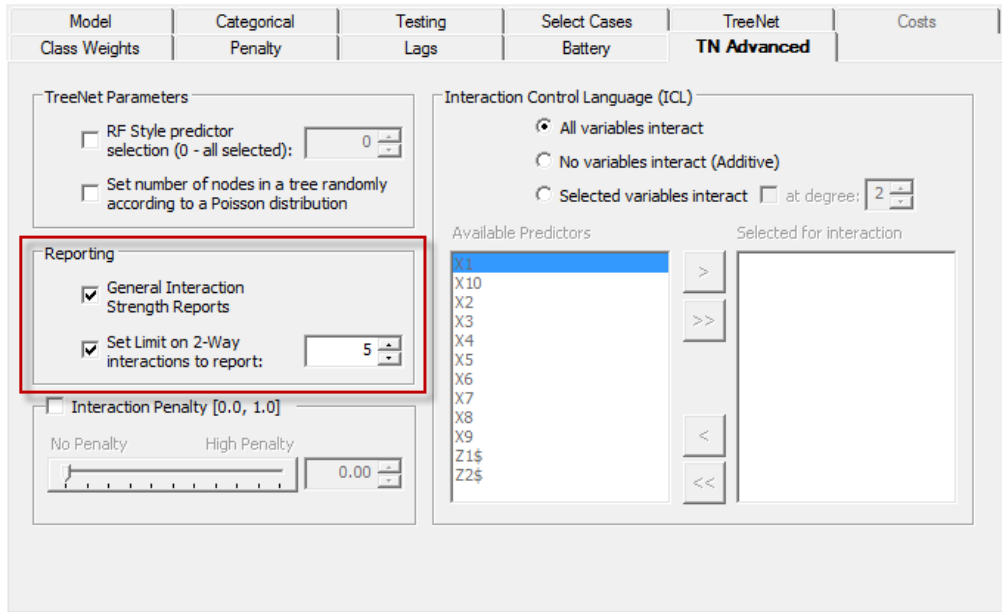 Model Categorical Testing Select Cases TreeNet Costs
Class Weights Penalty Lags Battery TN Advanced
TreeNet Parameters
RF Style predictor
selection (0 - all selected): 0
Set number of nodes in a tree randomly
according to a Poisson distribution
Reporting
General Interaction
Strength Reports
Set Limit on 2-Way
interactions to report: 5
Interaction Penalty [0.0, 1.0]
No Penalty High Penalty
0.00
Interaction Control Language (ICL)
All variables interact
No variables interact (Additive)
Selected variables interact at degree: 2
Available Predictors Selected for interaction
X1
X10
X2
X3
X4
X5
X6
X7
X8
X9
Z1$
Z2$
>
>>
<
<<